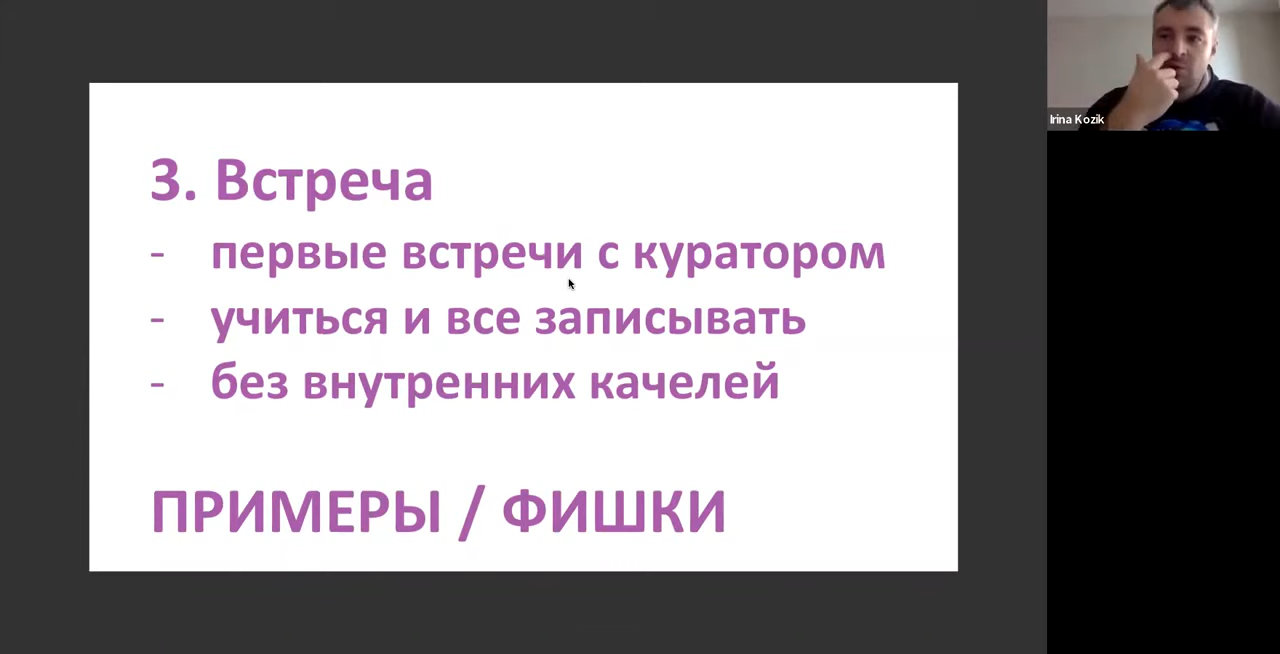 3. Встреча
- первые встречи с куратором
- учиться и все записывать
- без внутренних качелей
ПРИМЕРЫ / ФИШКИ
Irina Kozik